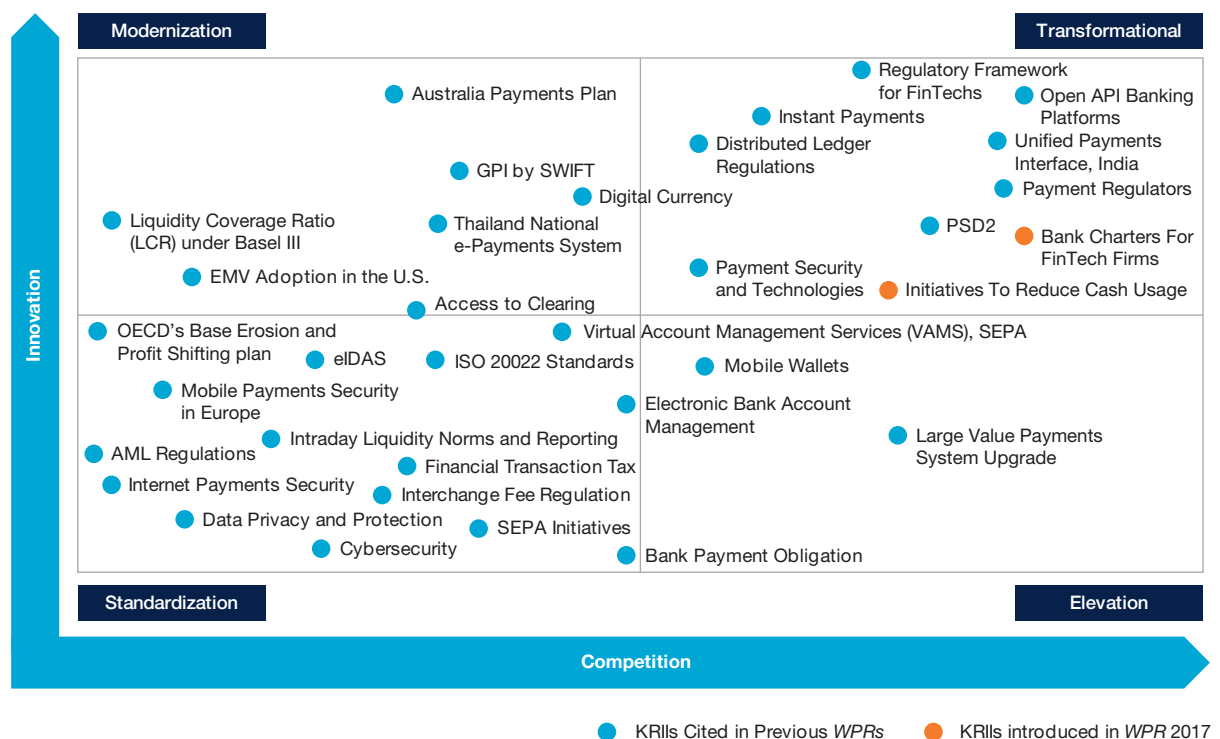 Modernization
Transformational
Regulatory Framework
for FinTechs
Australia Payments Plan
Open API Banking
Platforms
Instant Payments
Distributed Ledger
Regulations
Unified Payments
Interface, India
GPI by SWIFT
Payment Regulators
Digital Currency
Liquidity Coverage Ratio
(LCR) under Basel III
Thailand National
e-Payments System
PSD2
Bank Charters For
FinTech Firms
EMV Adoption in the U.S.
Payment Security
and Technologies
Initiatives To Reduce Cash Usage
Access to Clearing
Innovation
OECD's Base Erosion and
Profit Shifting plan
Virtual Account Management Services (VAMS), SEPA
eIDAS
ISO 20022 Standards
Mobile Wallets
Mobile Payments Security
in Europe
Electronic Bank Account
Management
Intraday Liquidity Norms and Reporting
Large Value Payments
System Upgrade
AML Regulations
Financial Transaction Tax
Internet Payments Security
Interchange Fee Regulation
Data Privacy and Protection
SEPA Initiatives
Cybersecurity
Bank Payment Obligation
Standardization
Elevation
Competition
KRIIs Cited in Previous WPRs
KRIIs introduced in WPR 2017